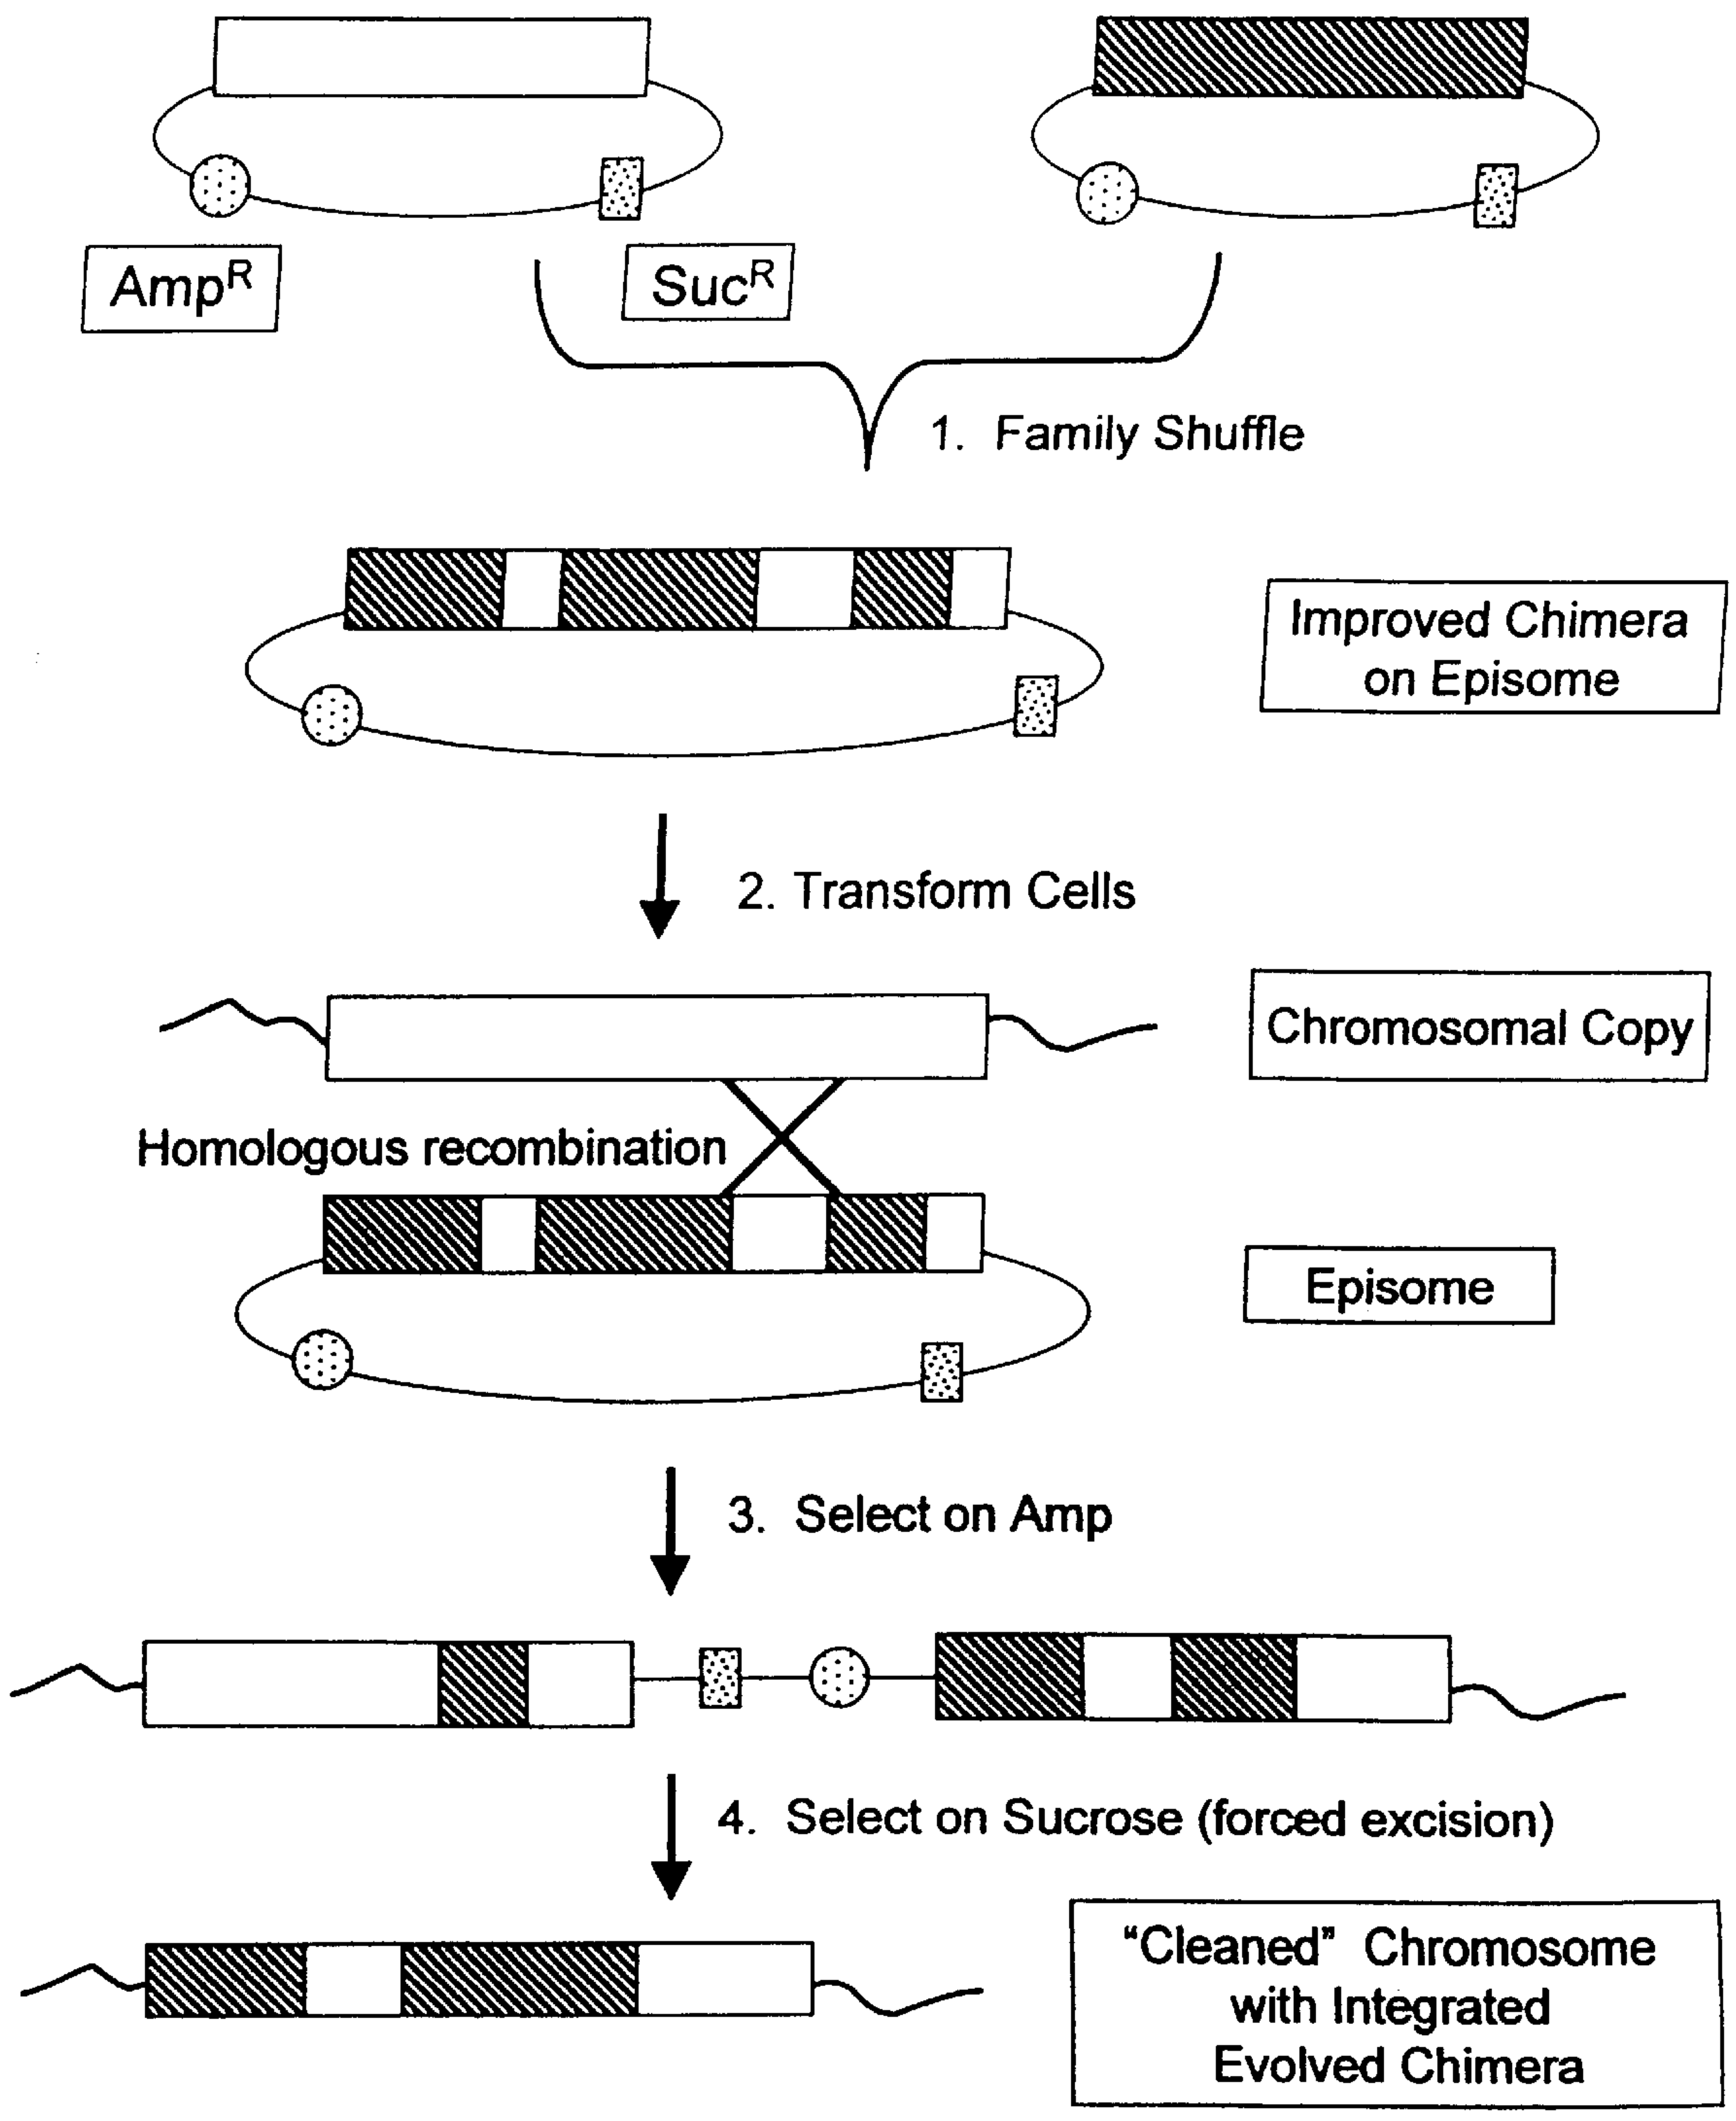 Amp^R
Suc^R
1. Family Shuffle
Improved Chimera
on Episome
2. Transform Cells
Chromosomal Copy
Homologous recombination
Episome
3. Select on Amp
4. Select on Sucrose (forced excision)
“Cleaned” Chromosome
with Integrated
Evolved Chimera